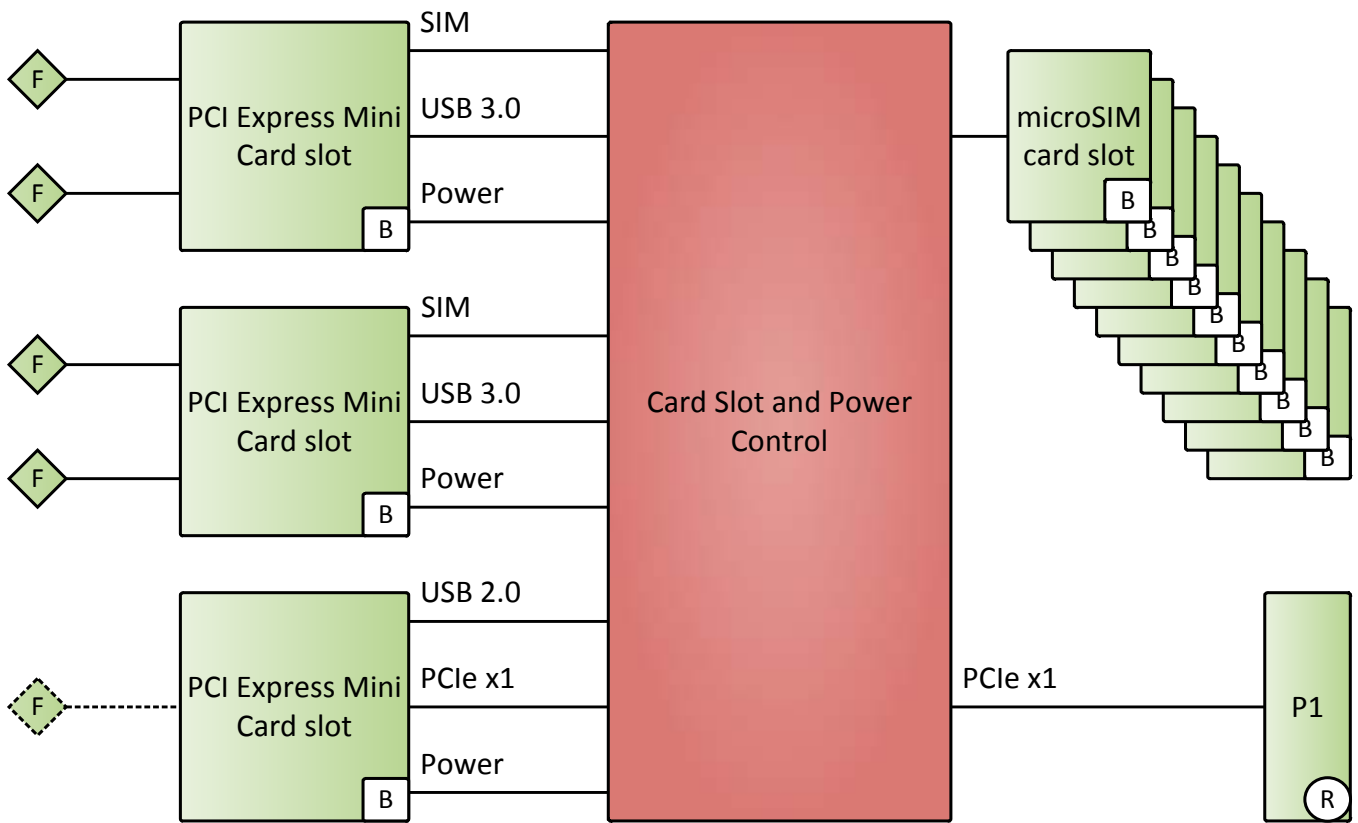 SIM
F
PCI Express Mini
Card slot
USB 3.0
F
Power
B
SIM
F
PCI Express Mini
Card slot
USB 3.0
F
Power
B
USB 2.0
F
PCI Express Mini
Card slot
PCIe x1
Power
B
Card Slot and Power
Control
microSIM
card slot
B
B
B
B
B
B
B
B
B
B
PCIe x1
P1
R